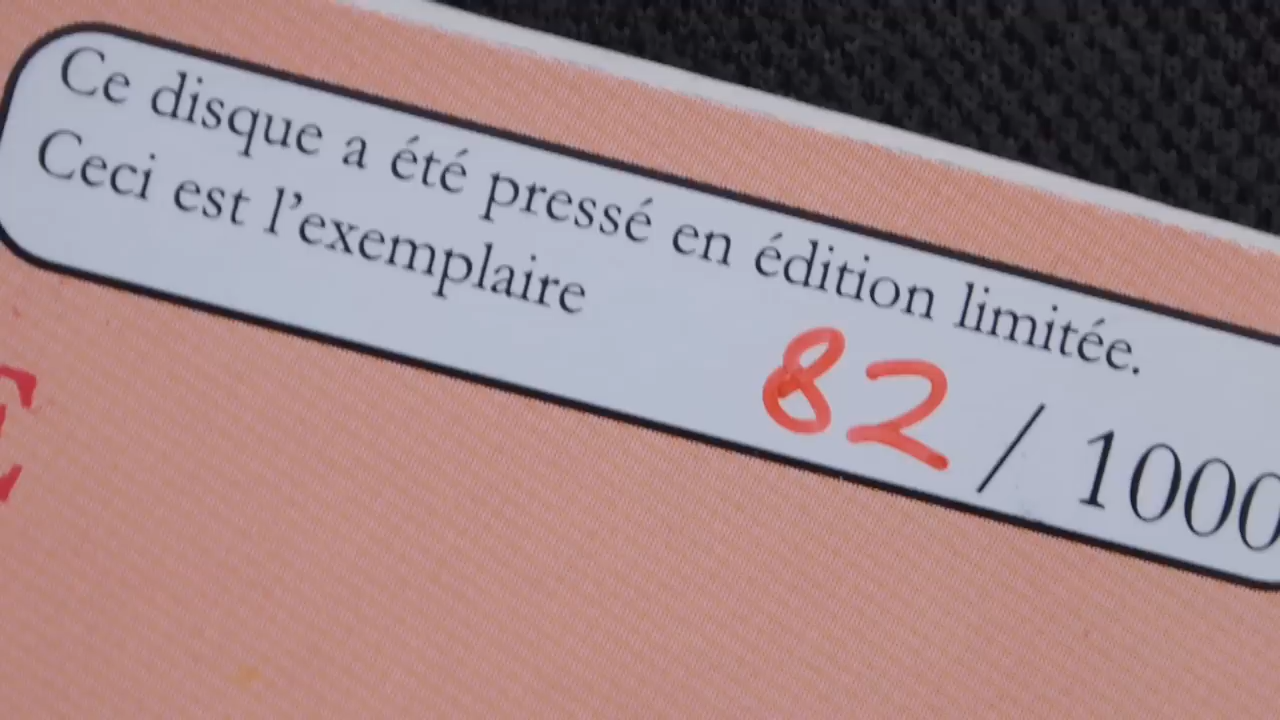 Ce disque a été pressé en édition limitée.
Ceci est l'exemplaire 82 / 1000